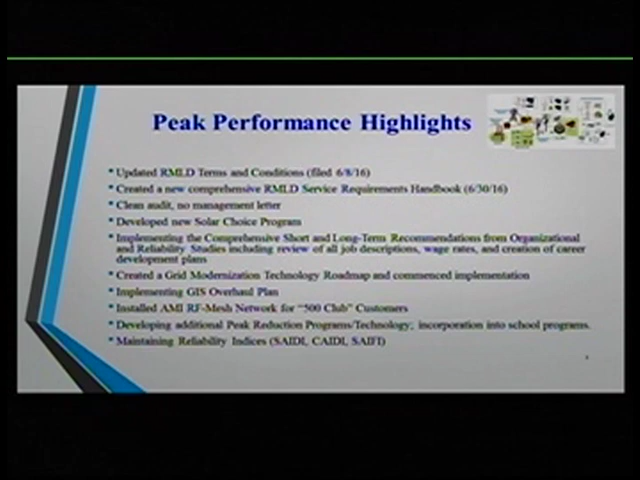 Peak Performance Highlights
Updated RMLD Terms and Conditions (filed 6/8/16)
Created a new comprehensive RMLD Service Requirements Handbook (6/30/16)
Clean audit, no management letter
Developed new Solar Choice Program
Implementing the Comprehensive Short and Long-Term Recommendations from Organizational
and Reliability Studies including review of all job descriptions, wage rates, and creation of career
development plans
Created a Grid Modernization Technology Roadmap and commenced implementation
Implementing GIS Overhaul Plan
Installed AMI RF-Mesh Network for "500 Club" Customers
Developing additional Peak Reduction Programs/Technology; incorporation into school programs.
Maintaining Reliability Indices (SAIDI, CAIDI, SAIFI)